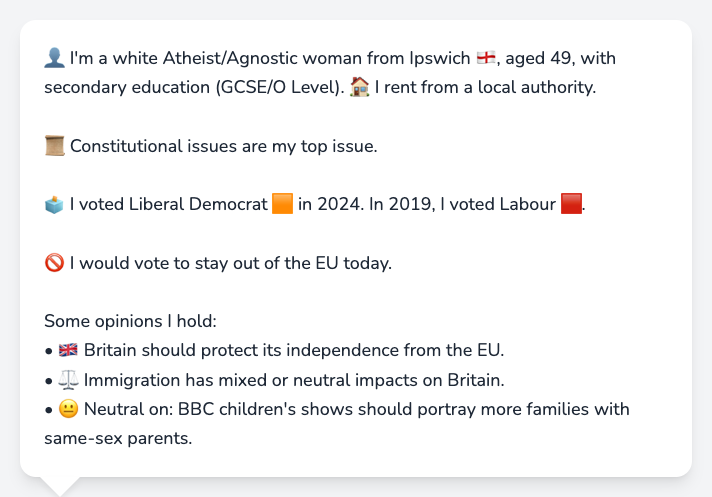 👤 I'm a white Atheist/Agnostic woman from Ipswich 🏴󠁧󠁢󠁥󠁮󠁧󠁿, aged 49, with
secondary education (GCSE/O Level). 🏠 I rent from a local authority.
📜 Constitutional issues are my top issue.
🗳️ I voted Liberal Democrat 🟧 in 2024. In 2019, I voted Labour 🟥.
🚫 I would vote to stay out of the EU today.
Some opinions I hold:
• 🇬🇧 Britain should protect its independence from the EU.
• ⚖️ Immigration has mixed or neutral impacts on Britain.
• 😐 Neutral on: BBC children's shows should portray more families with
same-sex parents.